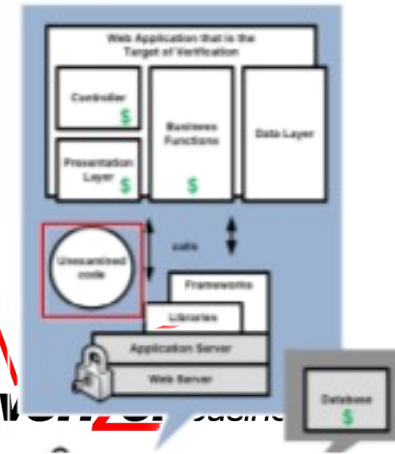 Web Application that is the
Target of Verification
Controller
$
Business
Functions
$
Data Layer
Presentation
Layer $
calls
Unexamined
code
Frameworks
Libraries
Application Server
Web Server
Database
$